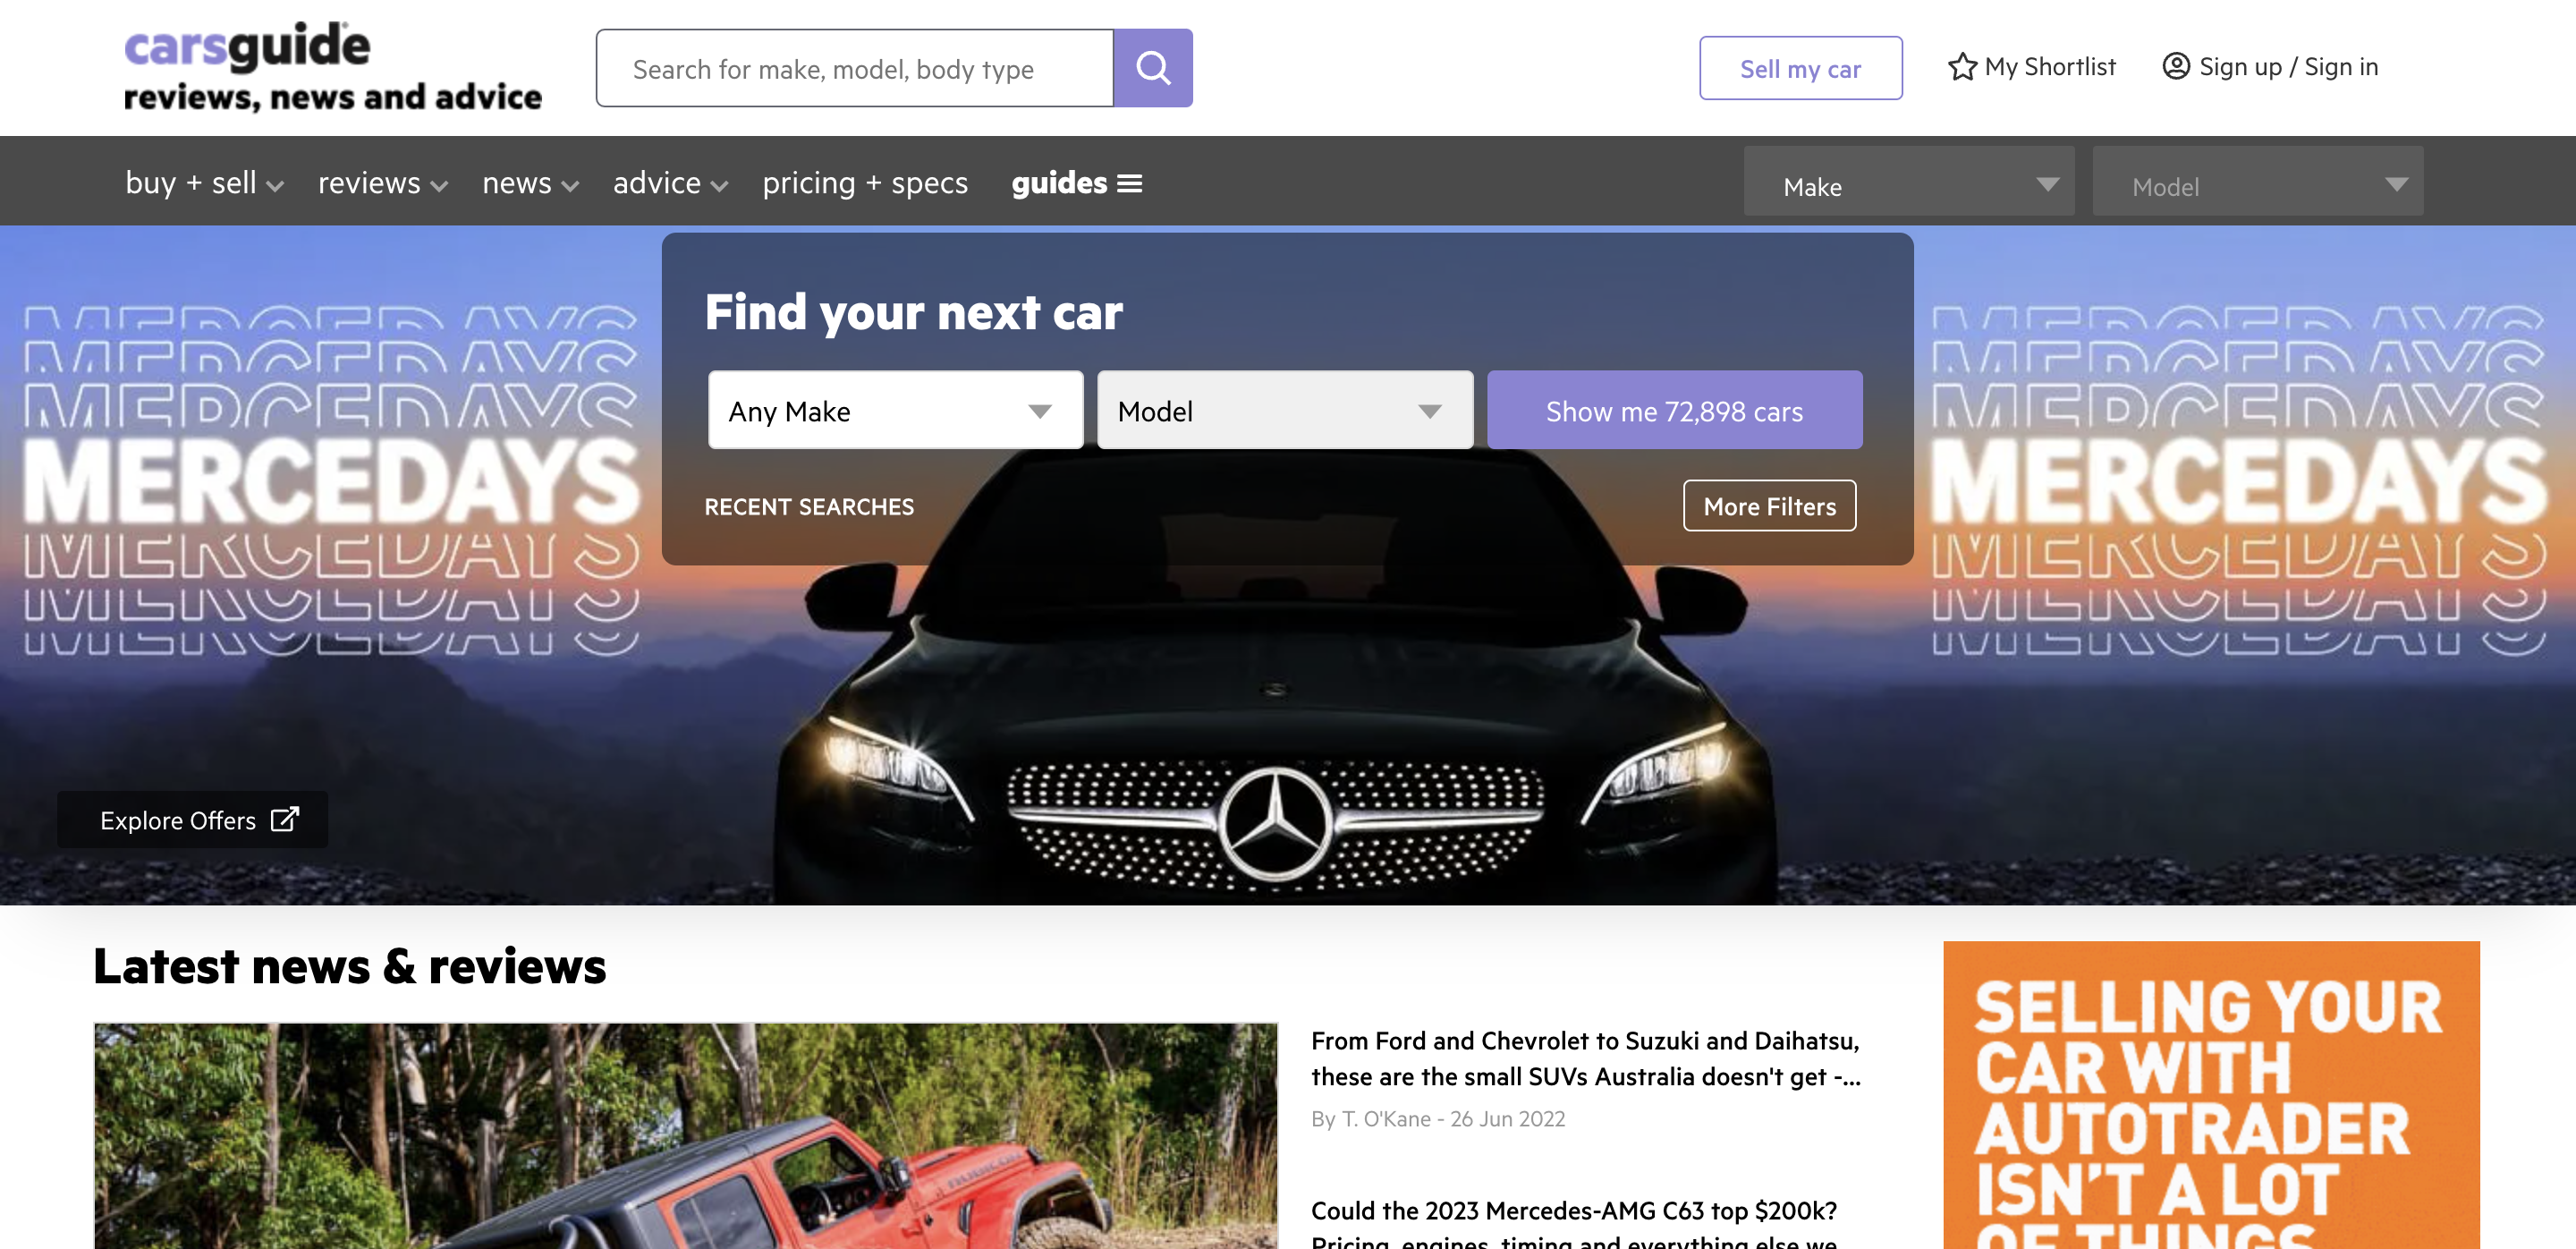 carsguide
reviews, news and advice
Search for make, model, body type
Sell my car
My Shortlist
Sign up / Sign in
buy + sell
reviews
news
advice
pricing + specs
guides
Make
Model
Find your next car
Any Make
Model
Show me 72,898 cars
RECENT SEARCHES
More Filters
MERCEDAYS
MERCEDAYS
MERCEDAYS
MERCEDAYS
MERCEDAYS
MERCEDAYS
MERCEDAYS
MERCEDAYS
MERCEDAYS
MERCEDAYS
MERCEDAYS
MERCEDAYS
MERCEDAYS
MERCEDAYS
Explore Offers
Latest news & reviews
RUBICON
From Ford and Chevrolet to Suzuki and Daihatsu,
these are the small SUVs Australia doesn't get -...
By T. O'Kane - 26 Jun 2022
Could the 2023 Mercedes-AMG C63 top $200k?
Pricing, engines, timing and everything else we
SELLING YOUR
CAR WITH
AUTOTRADER
ISN'T A LOT
OF THINGS